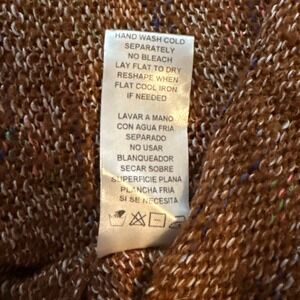 HAND WASH COLD
SEPARATELY
NO BLEACH
LAY FLAT TO DRY
RESHAPE WHEN
FLAT COOL IRON
IF NEEDED
LAVAR A MANO
CON AGUA FRIA
SEPARADO
NO USAR
BLANQUEADOR
SECAR SOBRE
SUPERFICIE PLANA
PLANCHA FRIA
SI SE NECESITA